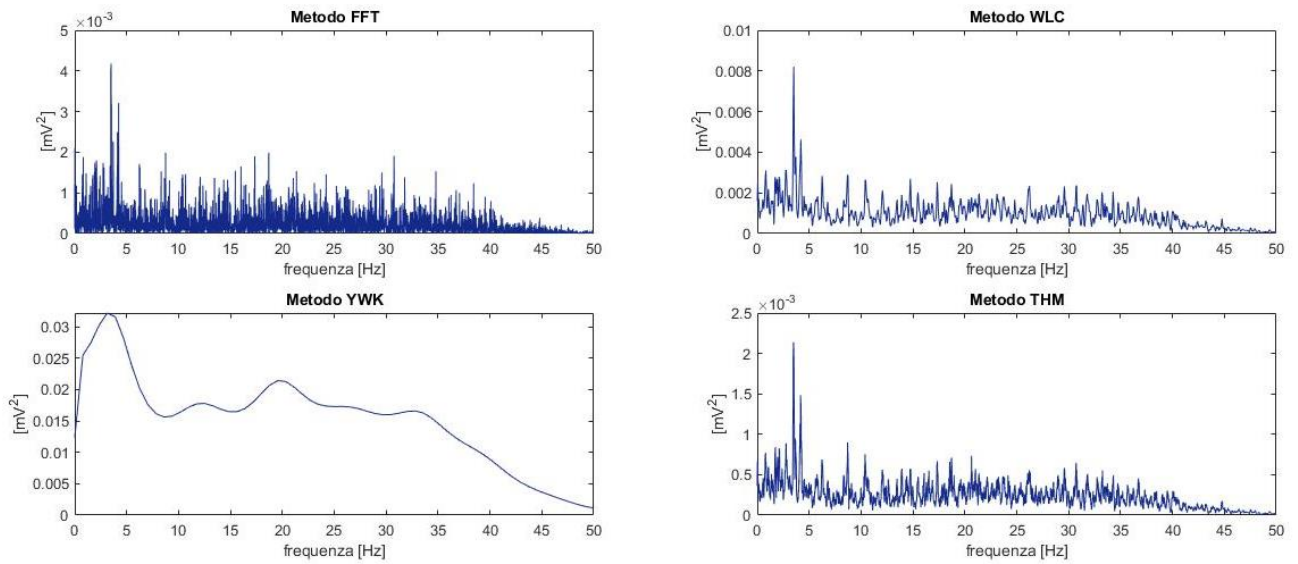 Metodo FFT
×10⁻³
5
4
3
2
1
0
[mV²]
0 5 10 15 20 25 30 35 40 45 50
frequenza [Hz]
Metodo WLC
0.01
0.008
0.006
0.004
0.002
0
[mV²]
0 5 10 15 20 25 30 35 40 45 50
frequenza [Hz]
Metodo YWK
0.03
0.025
0.02
0.015
0.01
0.005
0
[mV²]
0 5 10 15 20 25 30 35 40 45 50
frequenza [Hz]
Metodo THM
×10⁻³
2.5
2
1.5
1
0.5
0
[mV²]
0 5 10 15 20 25 30 35 40 45 50
frequenza [Hz]